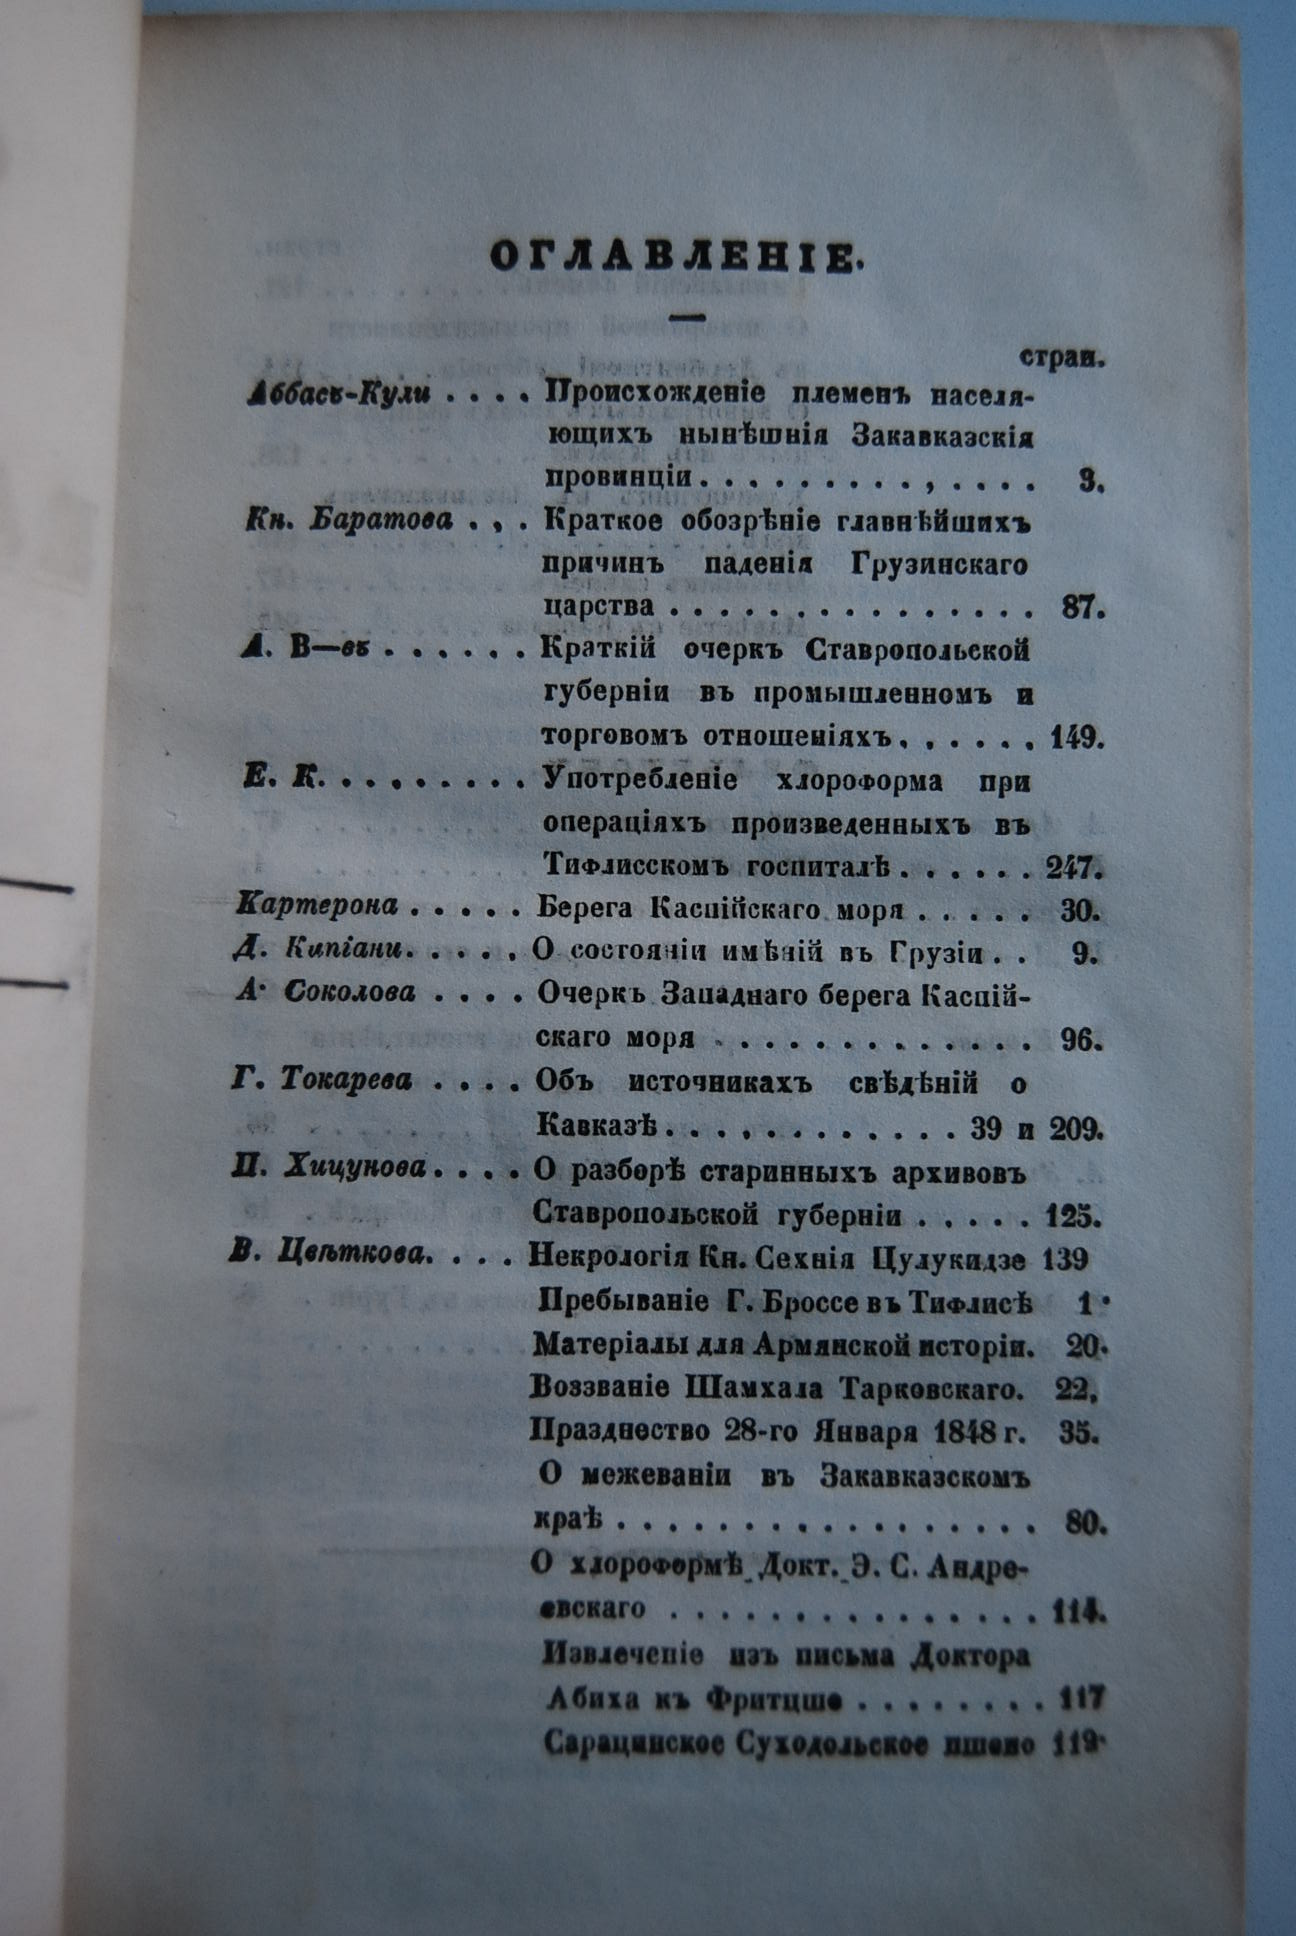 ОГЛАВЛЕНІЕ.
стран.
Аббасъ-Кули . . . . Происхожденіе племенъ населя-
ющихъ нынѣшнія Закавказскія
провинціи . . . . . . . . . , . . . . 3.
Кн. Баратова . , . Краткое обозрѣніе главнѣйшихъ
причинъ паденія Грузинскаго
царства . . . . . . . . . . . . . . . 87.
А. В—въ . . . . . . Краткій очеркъ Ставропольской
губерніи въ промышленномъ и
торговомъ отношеніяхъ . . . . . . 149.
Е. К. . . . . . . . . Употребленіе хлороформа при
операціяхъ произведенныхъ въ
Тифлисскомъ госпиталѣ . . . . . . 247.
Картерона . . . . . Берега Каспійскаго моря . . . . . 30.
Д. Кипіани. . . . . . О состояніи имѣній въ Грузіи . . 9.
А· Соколова . . . . Очеркъ Западнаго берега Каспій-
скаго моря . . . . . . . . . . . . . 96.
Г. Токарева . . . . Объ источникахъ свѣдѣній о
Кавказѣ . . . . . . . . . . . . 39 и 209.
П. Хицунова . . . . О разборѣ старинныхъ архивовъ
Ставропольской губерніи . . . . . 125.
В. Цвѣткова. . . . Некрологія Кн. Сехнія Цулукидзе 139
Пребываніе Г. Броссе въ Тифлисѣ 1·
Матеріалы для Армянской исторіи. 20·
Воззваніе Шамхала Тарковскаго. 22,
Празднество 28-го Января 1848 г. 35.
О межеваніи въ Закавказскомъ
краѣ . . . . . . . . . . . . . . . . . 80.
О хлороформѣ Докт. Э. С. Андре-
евскаго . . . . . . . . . . . . . . . 114.
Извлеченіе изъ письма Доктора
Абиха къ Фритцше . . . . . . . . 117
Сарацинское Суходольское пшено 119·